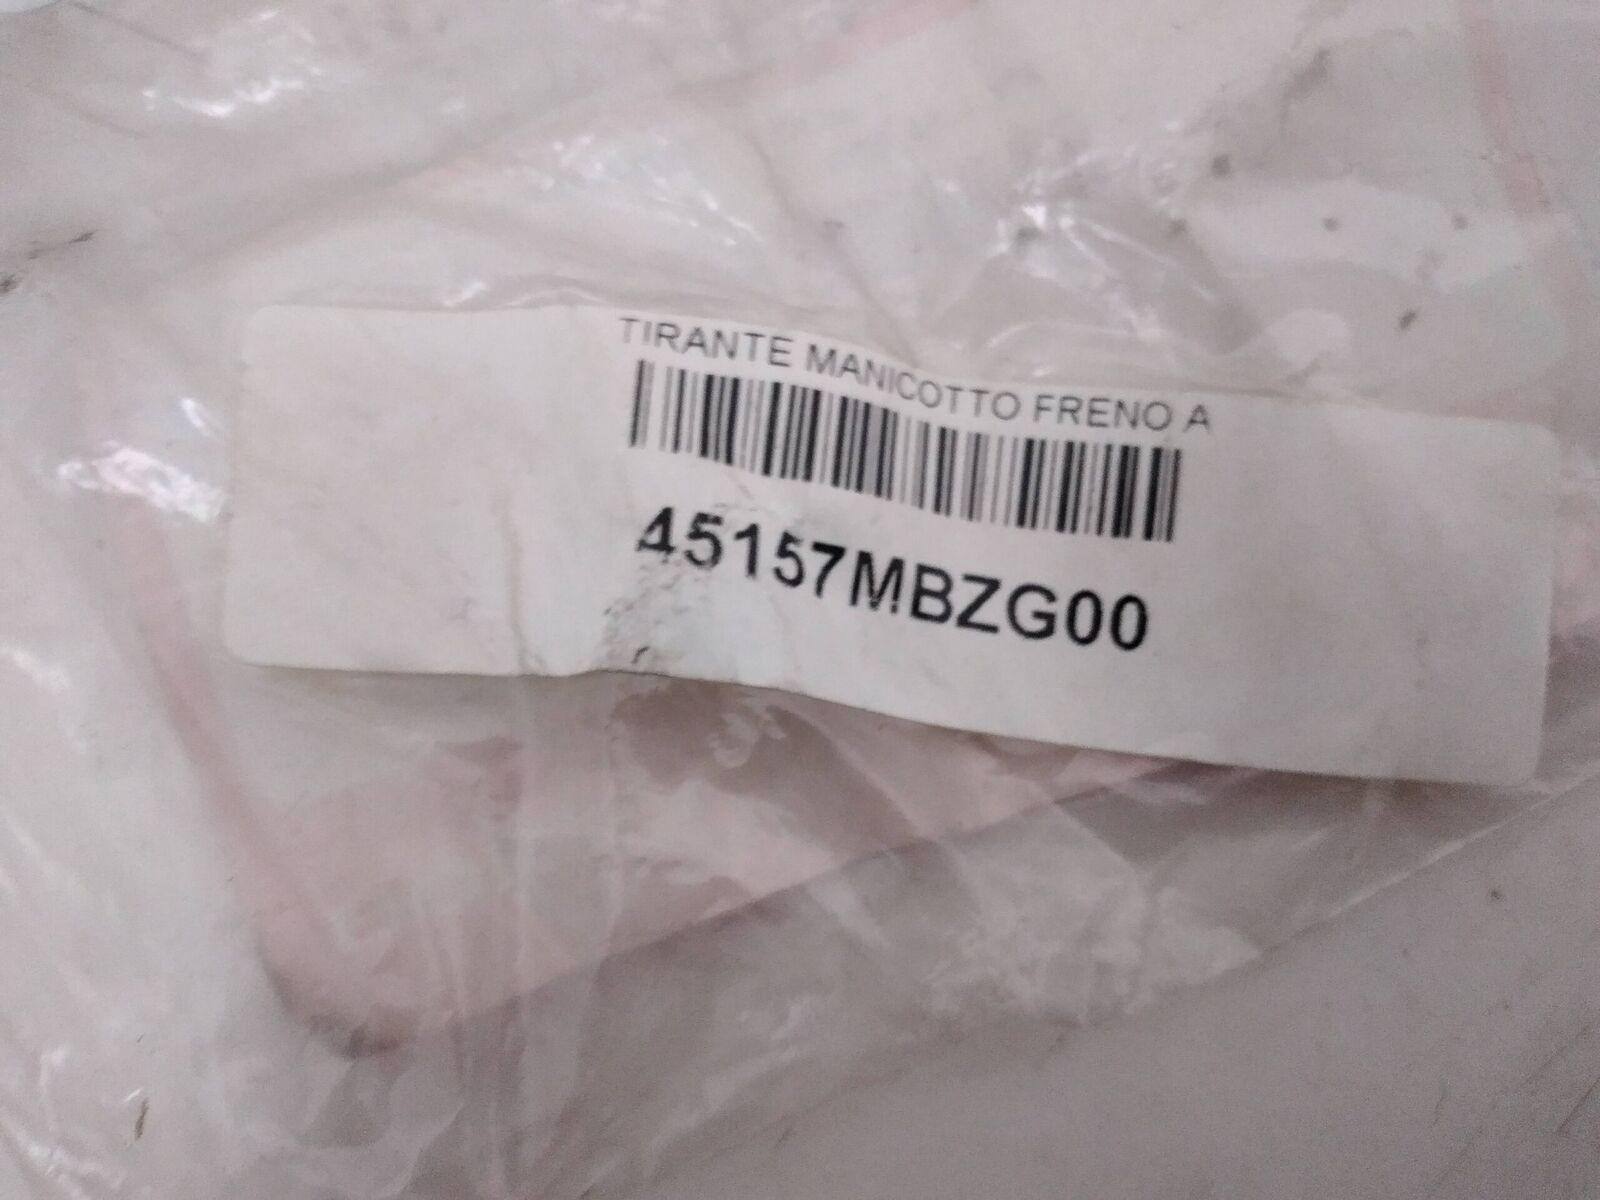 TIRANTE MANICOTTO FRENO A
45157MBZG00